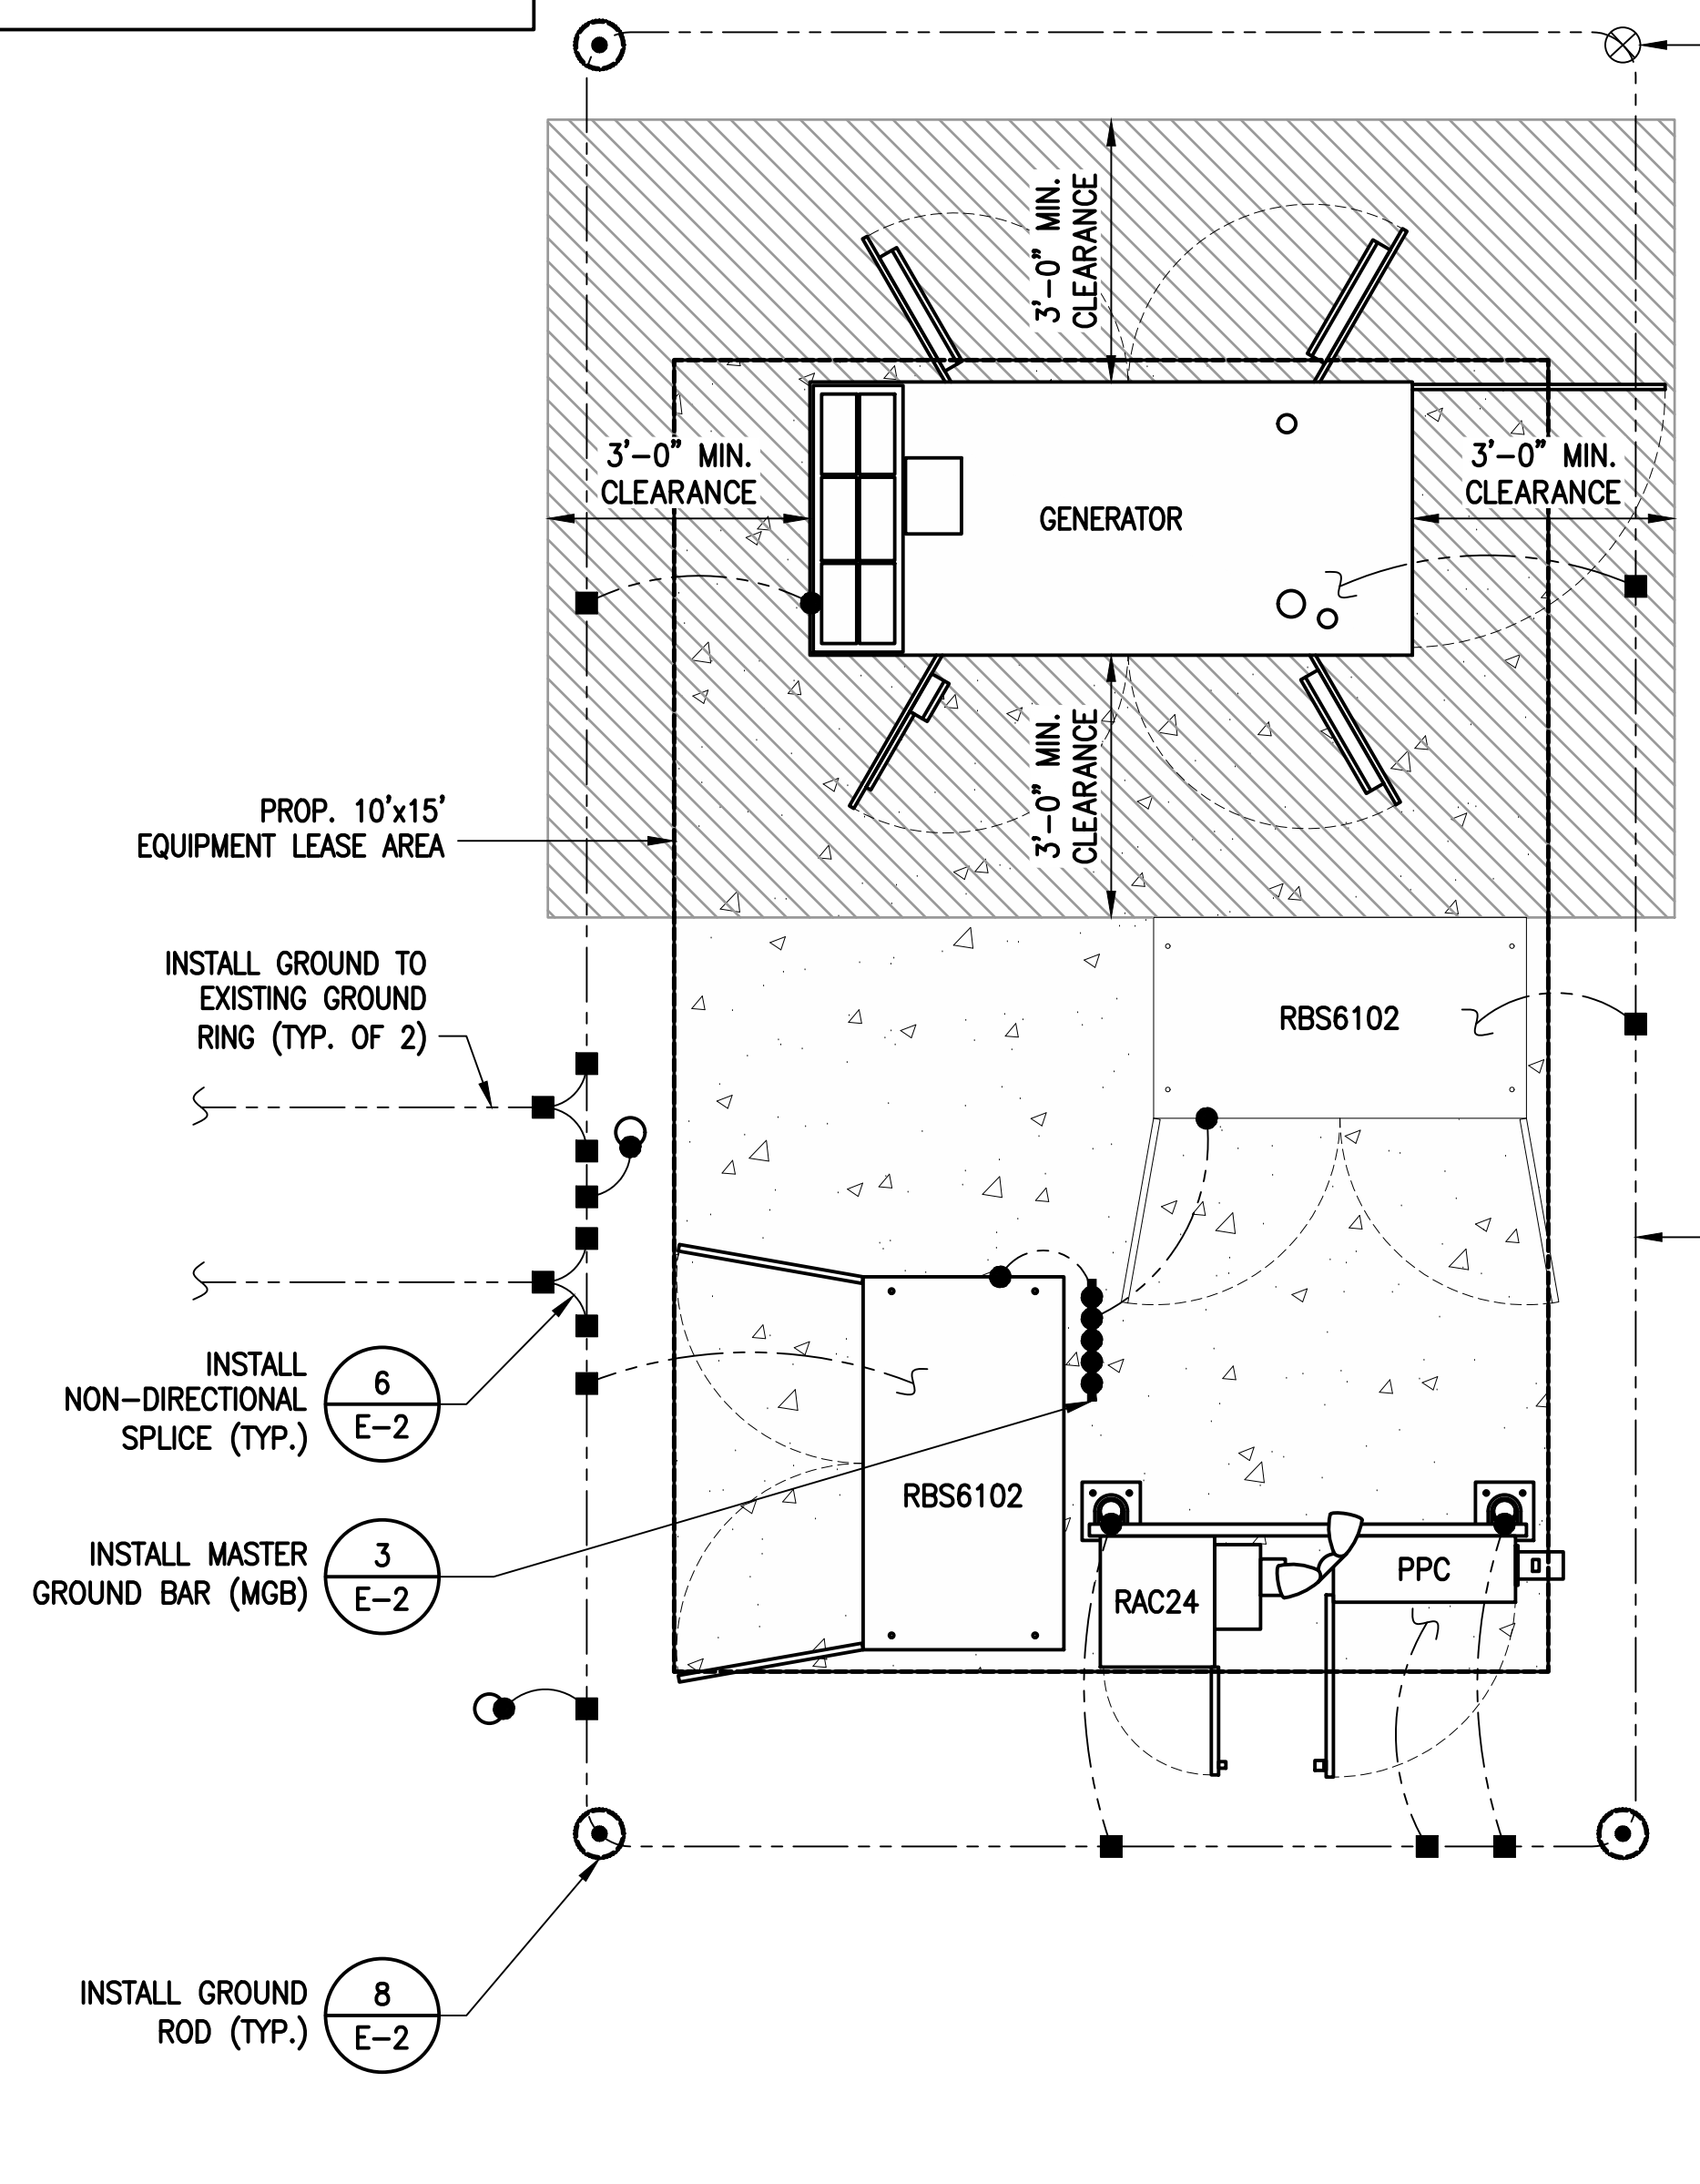 3'-0" MIN.
CLEARANCE
3'-0" MIN.
CLEARANCE
GENERATOR
3'-0" MIN.
CLEARANCE
3'-0" MIN.
CLEARANCE
PROP. 10'x15'
EQUIPMENT LEASE AREA
INSTALL GROUND TO
EXISTING GROUND
RING (TYP. OF 2)
RBS6102
INSTALL
NON-DIRECTIONAL
SPLICE (TYP.)
6
E-2
RBS6102
INSTALL MASTER
GROUND BAR (MGB)
3
E-2
RAC24
PPC
INSTALL GROUND
ROD (TYP.)
8
E-2